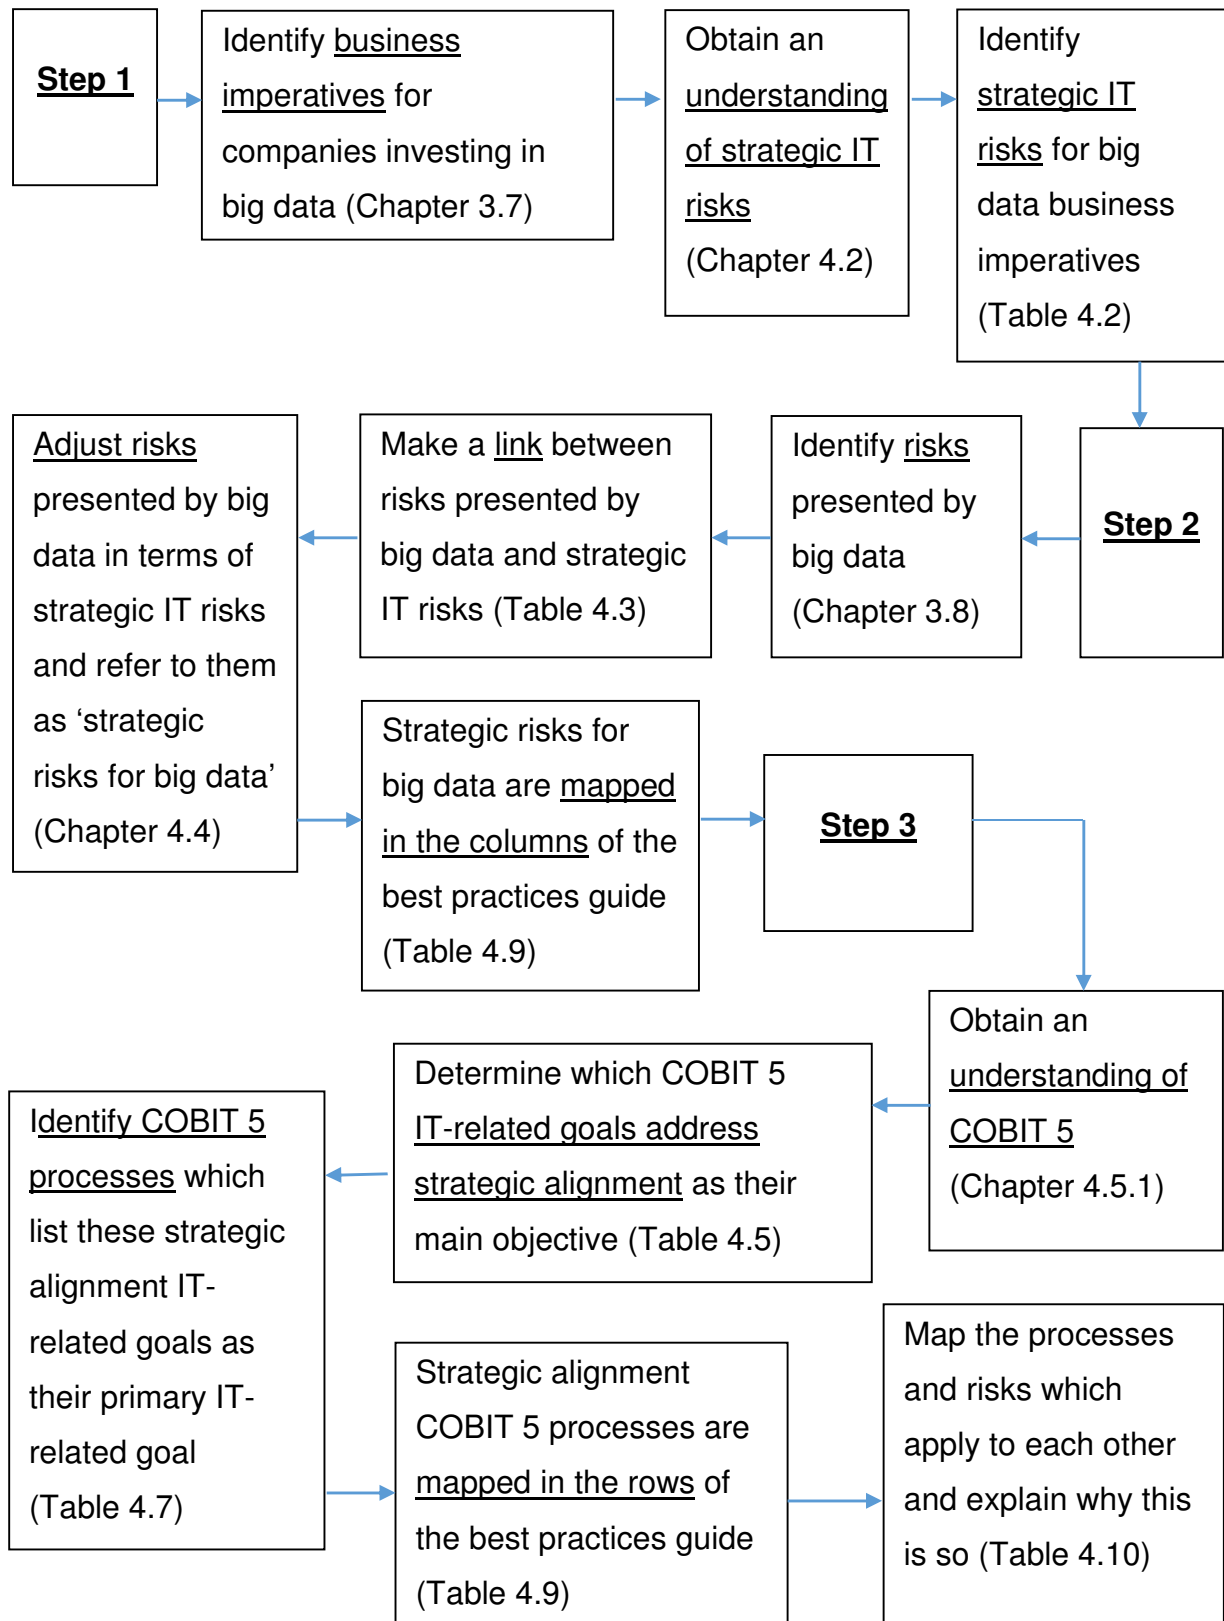 Step 1
Identify business
imperatives for
companies investing in
big data (Chapter 3.7)
Obtain an
understanding
of strategic IT
risks
(Chapter 4.2)
Identify
strategic IT
risks for big
data business
imperatives
(Table 4.2)
Step 2
Identify risks
presented by
big data
(Chapter 3.8)
Make a link between
risks presented by
big data and strategic
IT risks (Table 4.3)
Adjust risks
presented by big
data in terms of
strategic IT risks
and refer to them
as ‘strategic
risks for big data’
(Chapter 4.4)
Strategic risks for
big data are mapped
in the columns of the
best practices guide
(Table 4.9)
Step 3
Obtain an
understanding of
COBIT 5
(Chapter 4.5.1)
Determine which COBIT 5
IT-related goals address
strategic alignment as their
main objective (Table 4.5)
Identify COBIT 5
processes which
list these strategic
alignment IT-
related goals as
their primary IT-
related goal
(Table 4.7)
Strategic alignment
COBIT 5 processes are
mapped in the rows of
the best practices guide
(Table 4.9)
Map the processes
and risks which
apply to each other
and explain why this
is so (Table 4.10)